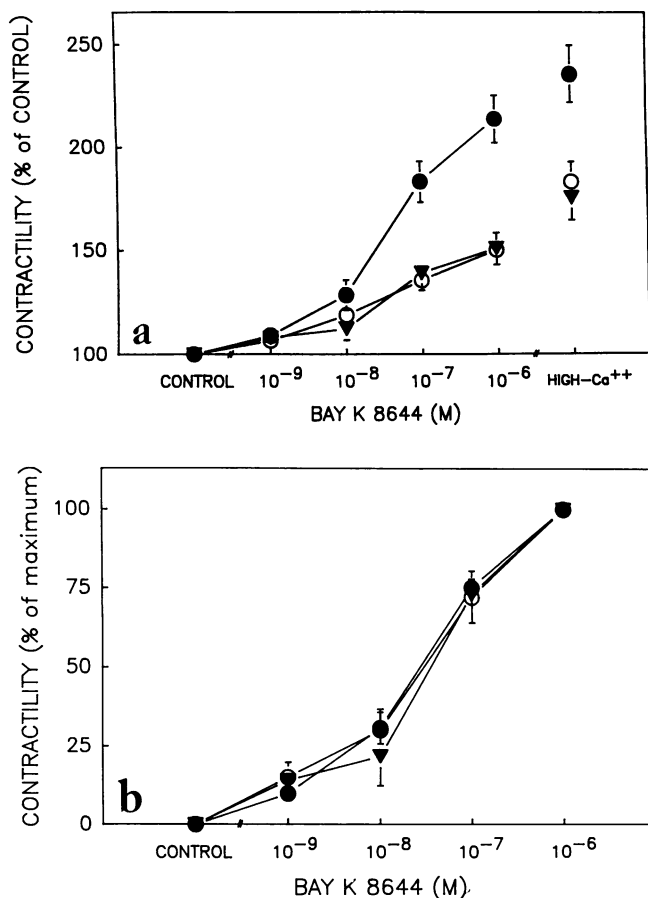 CONTRACTILITY (% of CONTROL)
250
200
150
100
a
CONTROL 10⁻⁹ 10⁻⁸ 10⁻⁷ 10⁻⁶ HIGH-Ca⁺⁺
BAY K 8644 (M)
CONTRACTILITY (% of maximum)
100
75
50
25
0
b
CONTROL 10⁻⁹ 10⁻⁸ 10⁻⁷ 10⁻⁶
BAY K 8644 (M)